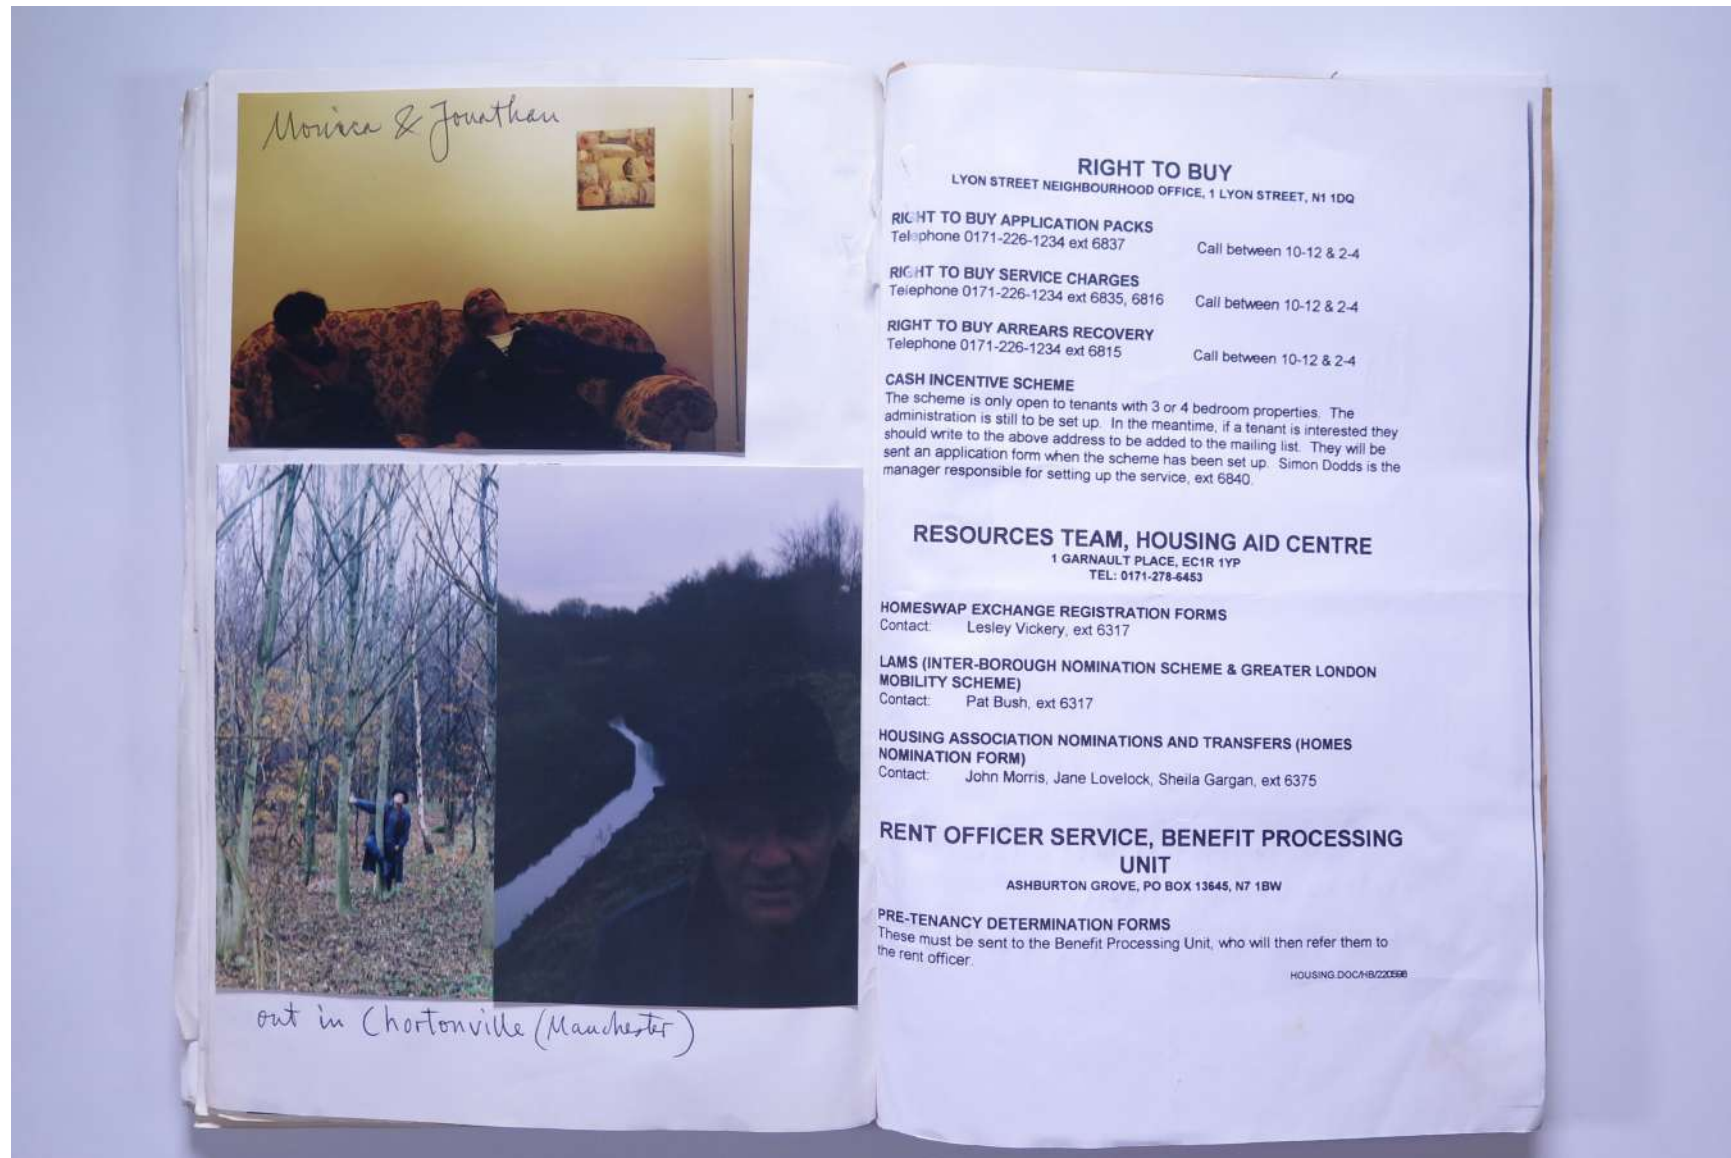 Monica & Jonathan
out in Chortonville (Manchester)
RIGHT TO BUY
LYON STREET NEIGHBOURHOOD OFFICE, 1 LYON STREET, N1 1DQ
RIGHT TO BUY APPLICATION PACKS
Telephone 0171-226-1234 ext 6837 Call between 10-12 & 2-4
RIGHT TO BUY SERVICE CHARGES
Telephone 0171-226-1234 ext 6835, 6816 Call between 10-12 & 2-4
RIGHT TO BUY ARREARS RECOVERY
Telephone 0171-226-1234 ext 6815 Call between 10-12 & 2-4
CASH INCENTIVE SCHEME
The scheme is only open to tenants with 3 or 4 bedroom properties. The
administration is still to be set up. In the meantime, if a tenant is interested they
should write to the above address to be added to the mailing list. They will be
sent an application form when the scheme has been set up. Simon Dodds is the
manager responsible for setting up the service, ext 6840.
RESOURCES TEAM, HOUSING AID CENTRE
1 GARNAULT PLACE, EC1R 1YP
TEL: 0171-278-6453
HOMESWAP EXCHANGE REGISTRATION FORMS
Contact: Lesley Vickery, ext 6317
LAMS (INTER-BOROUGH NOMINATION SCHEME & GREATER LONDON
MOBILITY SCHEME)
Contact: Pat Bush, ext 6317
HOUSING ASSOCIATION NOMINATIONS AND TRANSFERS (HOMES
NOMINATION FORM)
Contact: John Morris, Jane Lovelock, Sheila Gargan, ext 6375
RENT OFFICER SERVICE, BENEFIT PROCESSING
UNIT
ASHBURTON GROVE, PO BOX 13645, N7 1BW
PRE-TENANCY DETERMINATION FORMS
These must be sent to the Benefit Processing Unit, who will then refer them to
the rent officer.
HOUSING.DOC/HB/220598